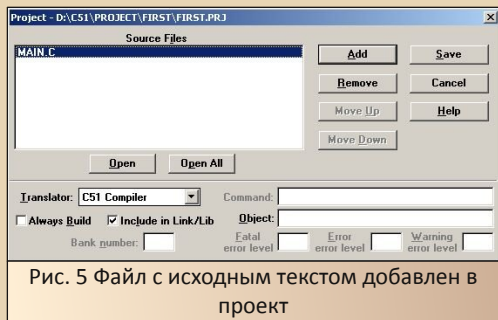 Project - D:\C51\PROJECT\FIRST\FIRST.PRJ
Source Files
MAIN.C
Add
Save
Remove
Cancel
Move Up
Help
Move Down
Open
Open All
Translator: C51 Compiler
Command:
Always Build
Include in Link/Lib
Object:
Bank number:
Fatal
error level
Error
error level
Warning
error level
Рис. 5 Файл с исходным текстом добавлен в
проект